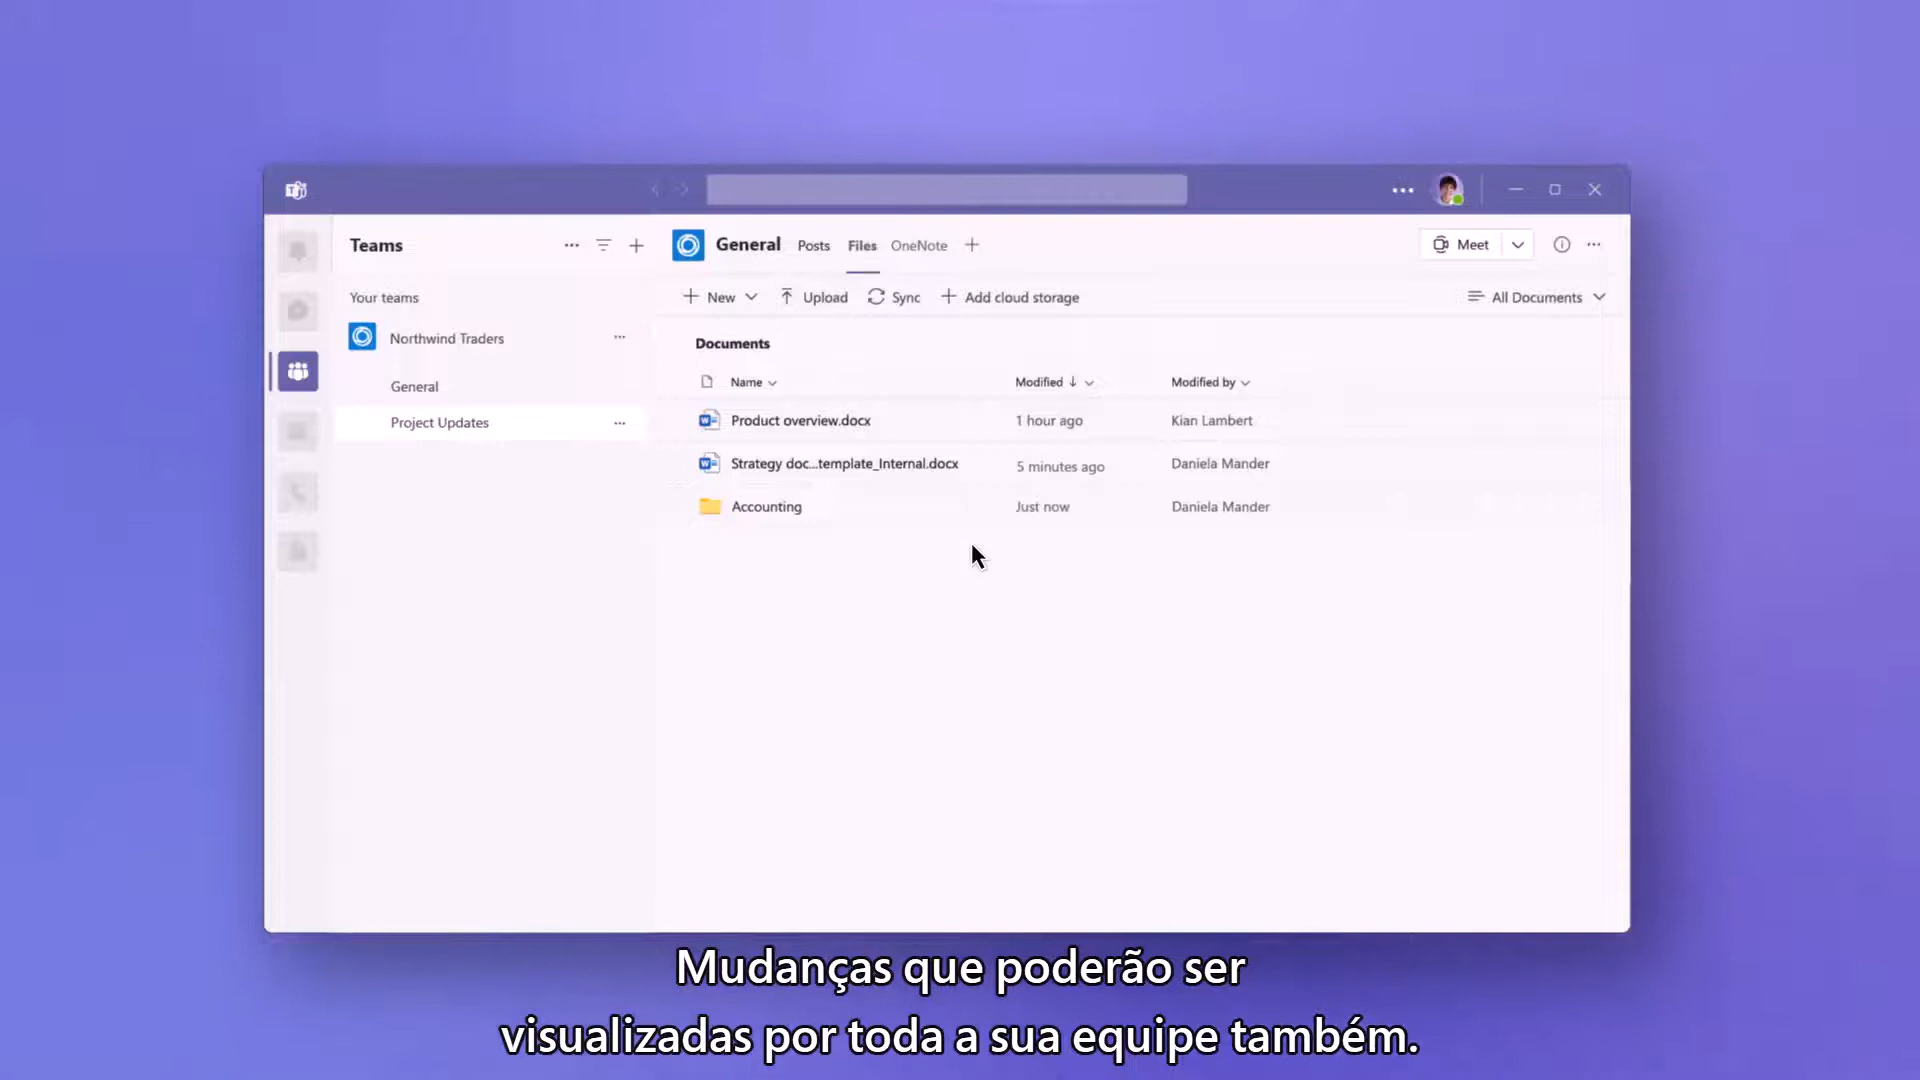 Teams
Your teams
Northwind Traders
General
Project Updates
General Posts Files OneNote
Meet
New Upload Sync Add cloud storage
All Documents
Documents
Name Modified Modified by
Product overview.docx 1 hour ago Kian Lambert
Strategy doc...template_Internal.docx 5 minutes ago Daniela Mander
Accounting Just now Daniela Mander
Mudanças que poderão ser
visualizadas por toda a sua equipe também.